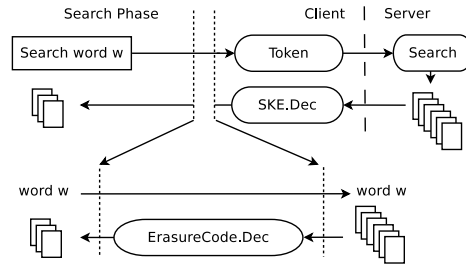 Search Phase Client Server
Search word w Token Search
SKE.Dec
word w word w
ErasureCode.Dec